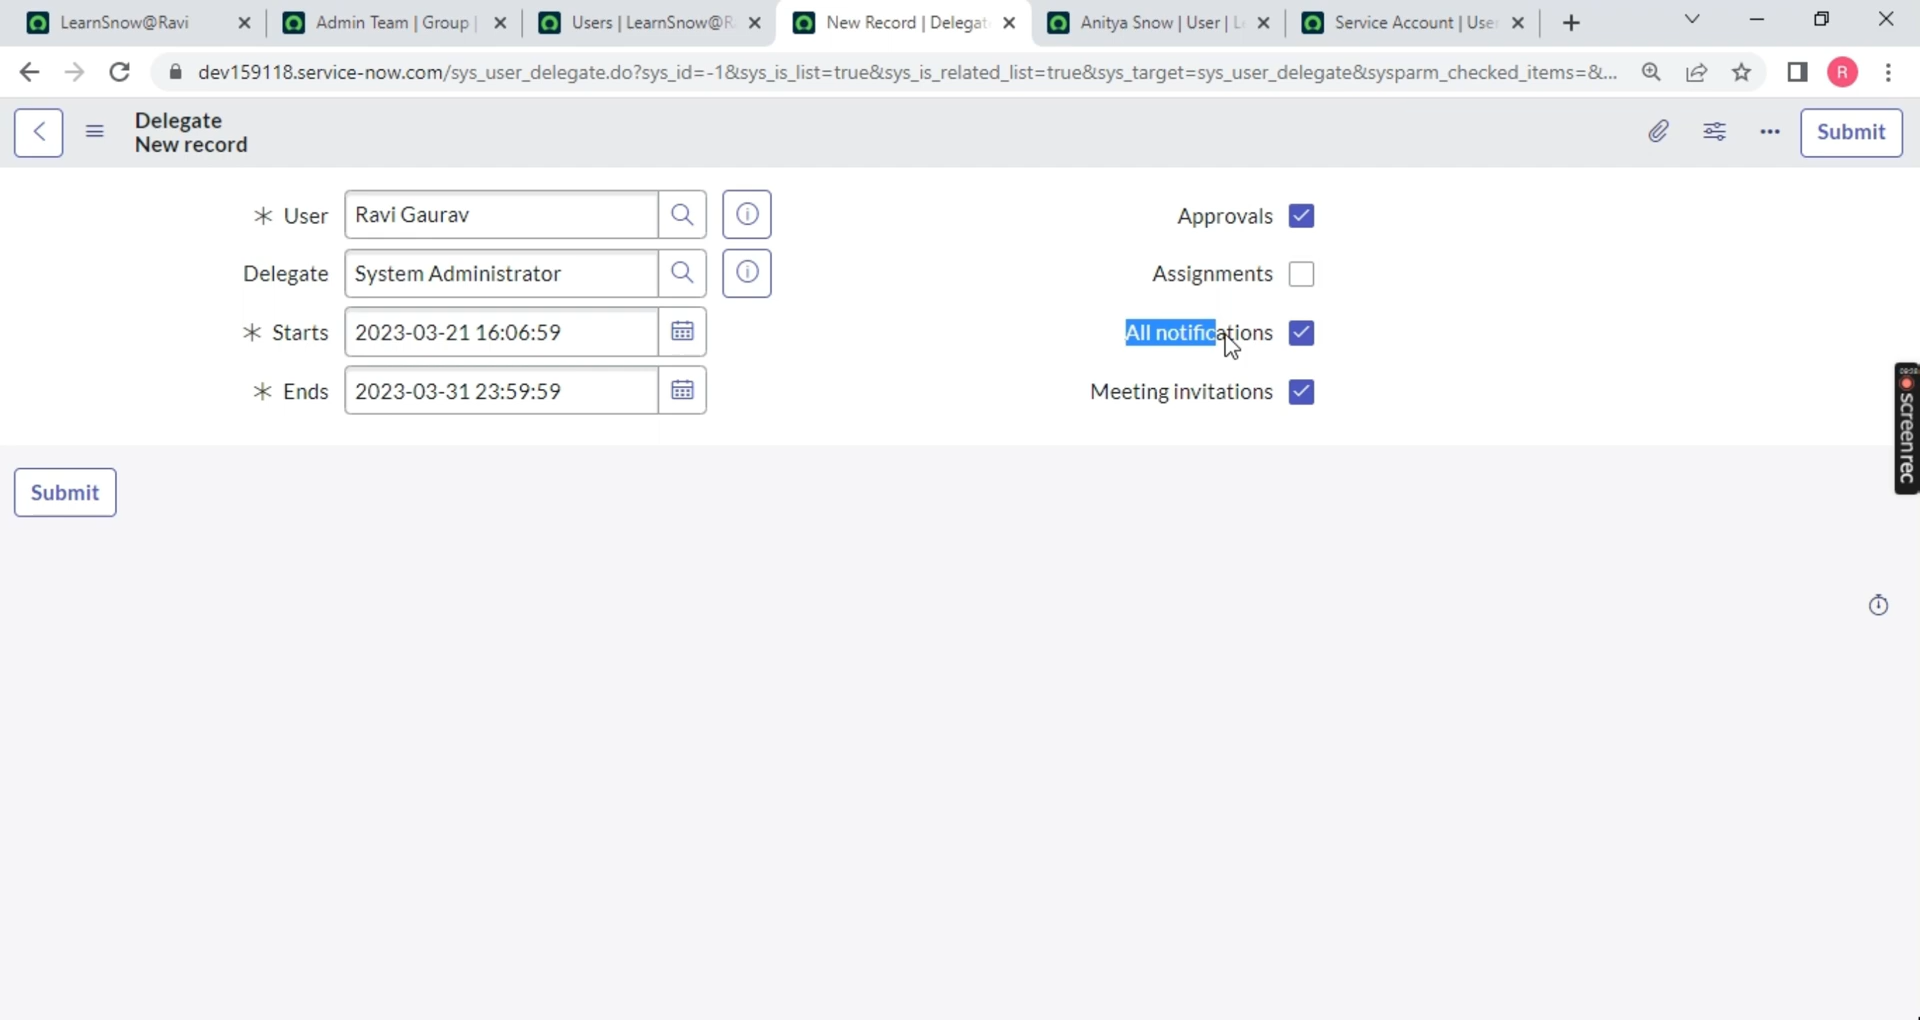 LearnSnow@Ravi
Admin Team | Group |
Users | LearnSnow@R
New Record | Delegat
Anitya Snow | User | L
Service Account | User
dev159118.service-now.com/sys_user_delegate.do?sys_id=-1&sys_is_list=true&sys_is_related_list=true&sys_target=sys_user_delegate&sysparm_checked_items=&...
R
Delegate
New record
Submit
* User Ravi Gaurav
Approvals
Delegate System Administrator
Assignments
* Starts 2023-03-21 16:06:59
All notifications
* Ends 2023-03-31 23:59:59
Meeting invitations
screenrec
Submit